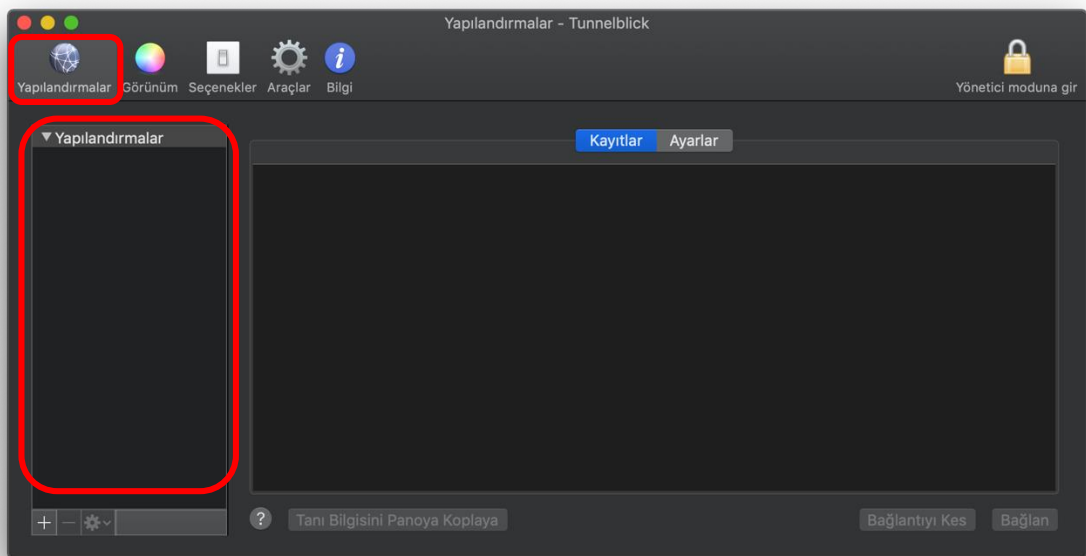 Yapılandırmalar - Tunnelblick
Yapılandırmalar Görünüm Seçenekler Araçlar Bilgi Yönetici moduna gir
Yapılandırmalar
Kayıtlar Ayarlar
Tanı Bilgisini Panoya Koplaya
Bağlantıyı Kes Bağlan